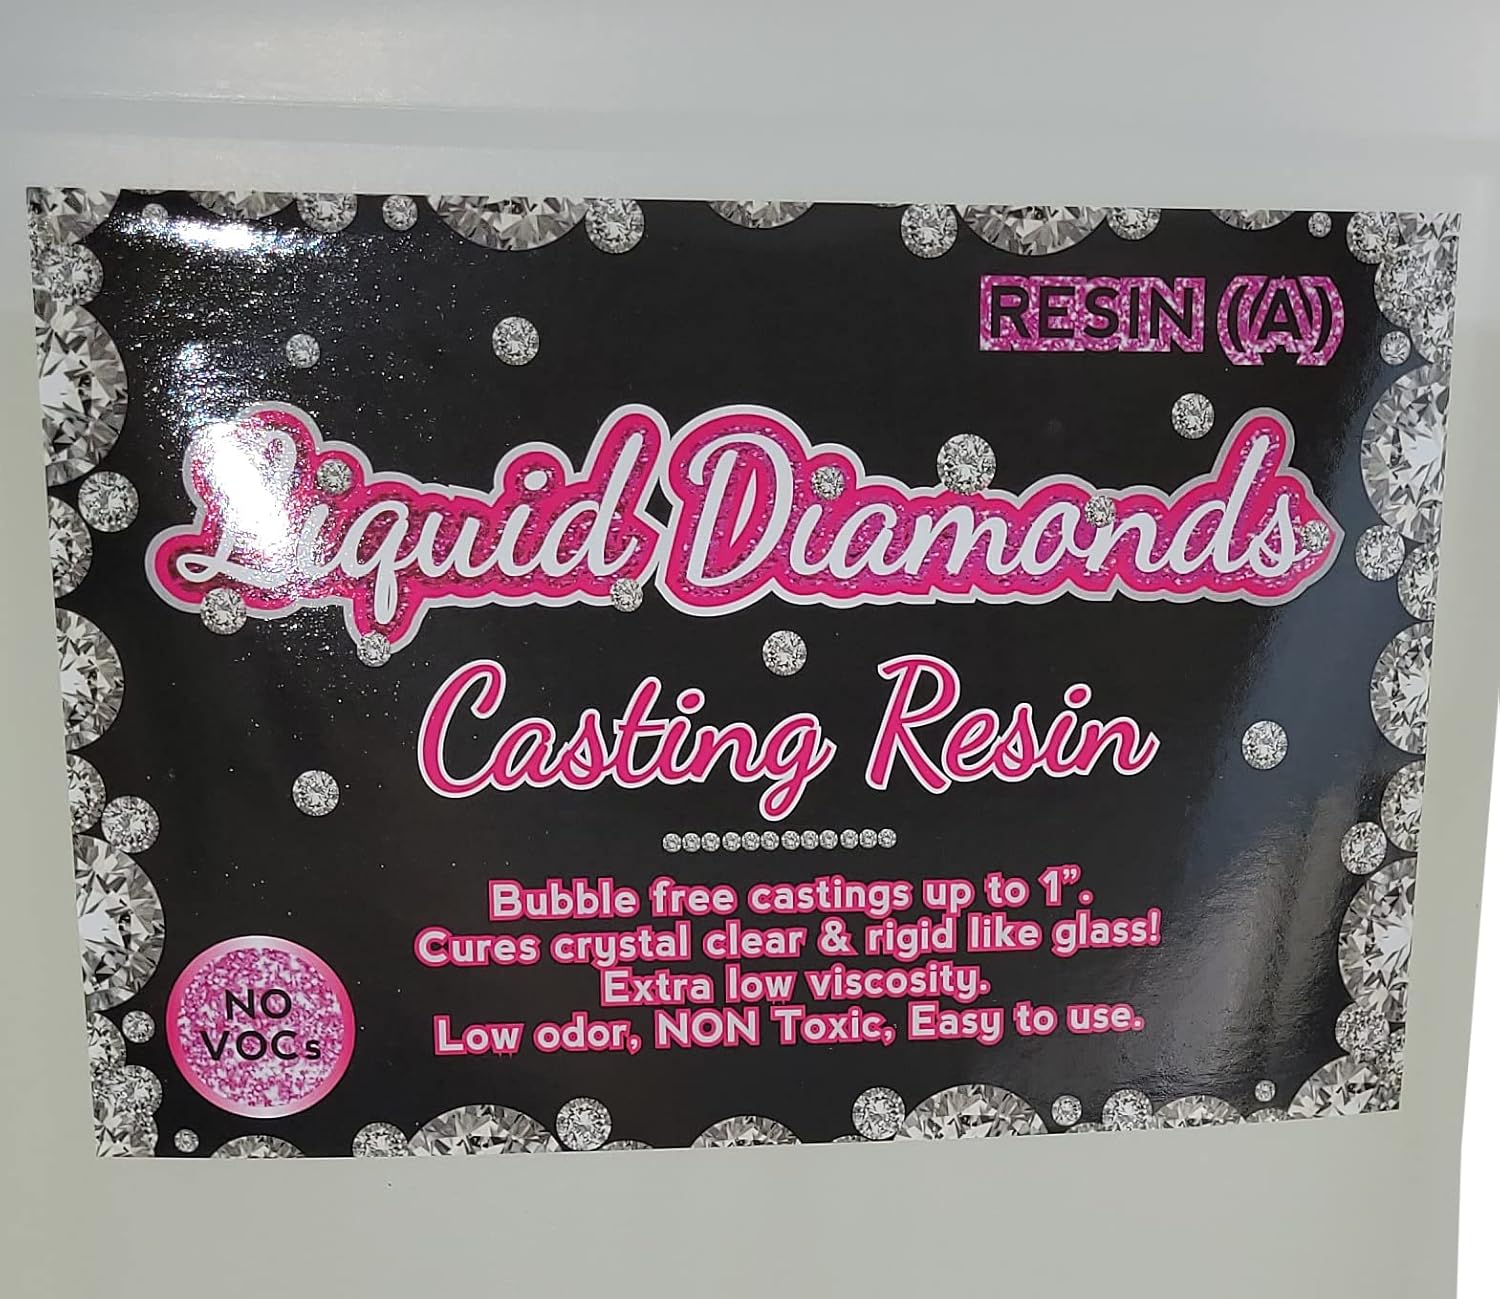 RESIN (A)
Liquid Diamonds
Casting Resin
Bubble free castings up to 1”.
Cures crystal clear & rigid like glass!
Extra low viscosity.
Low odor, NON Toxic, Easy to use.
NO
VOCs